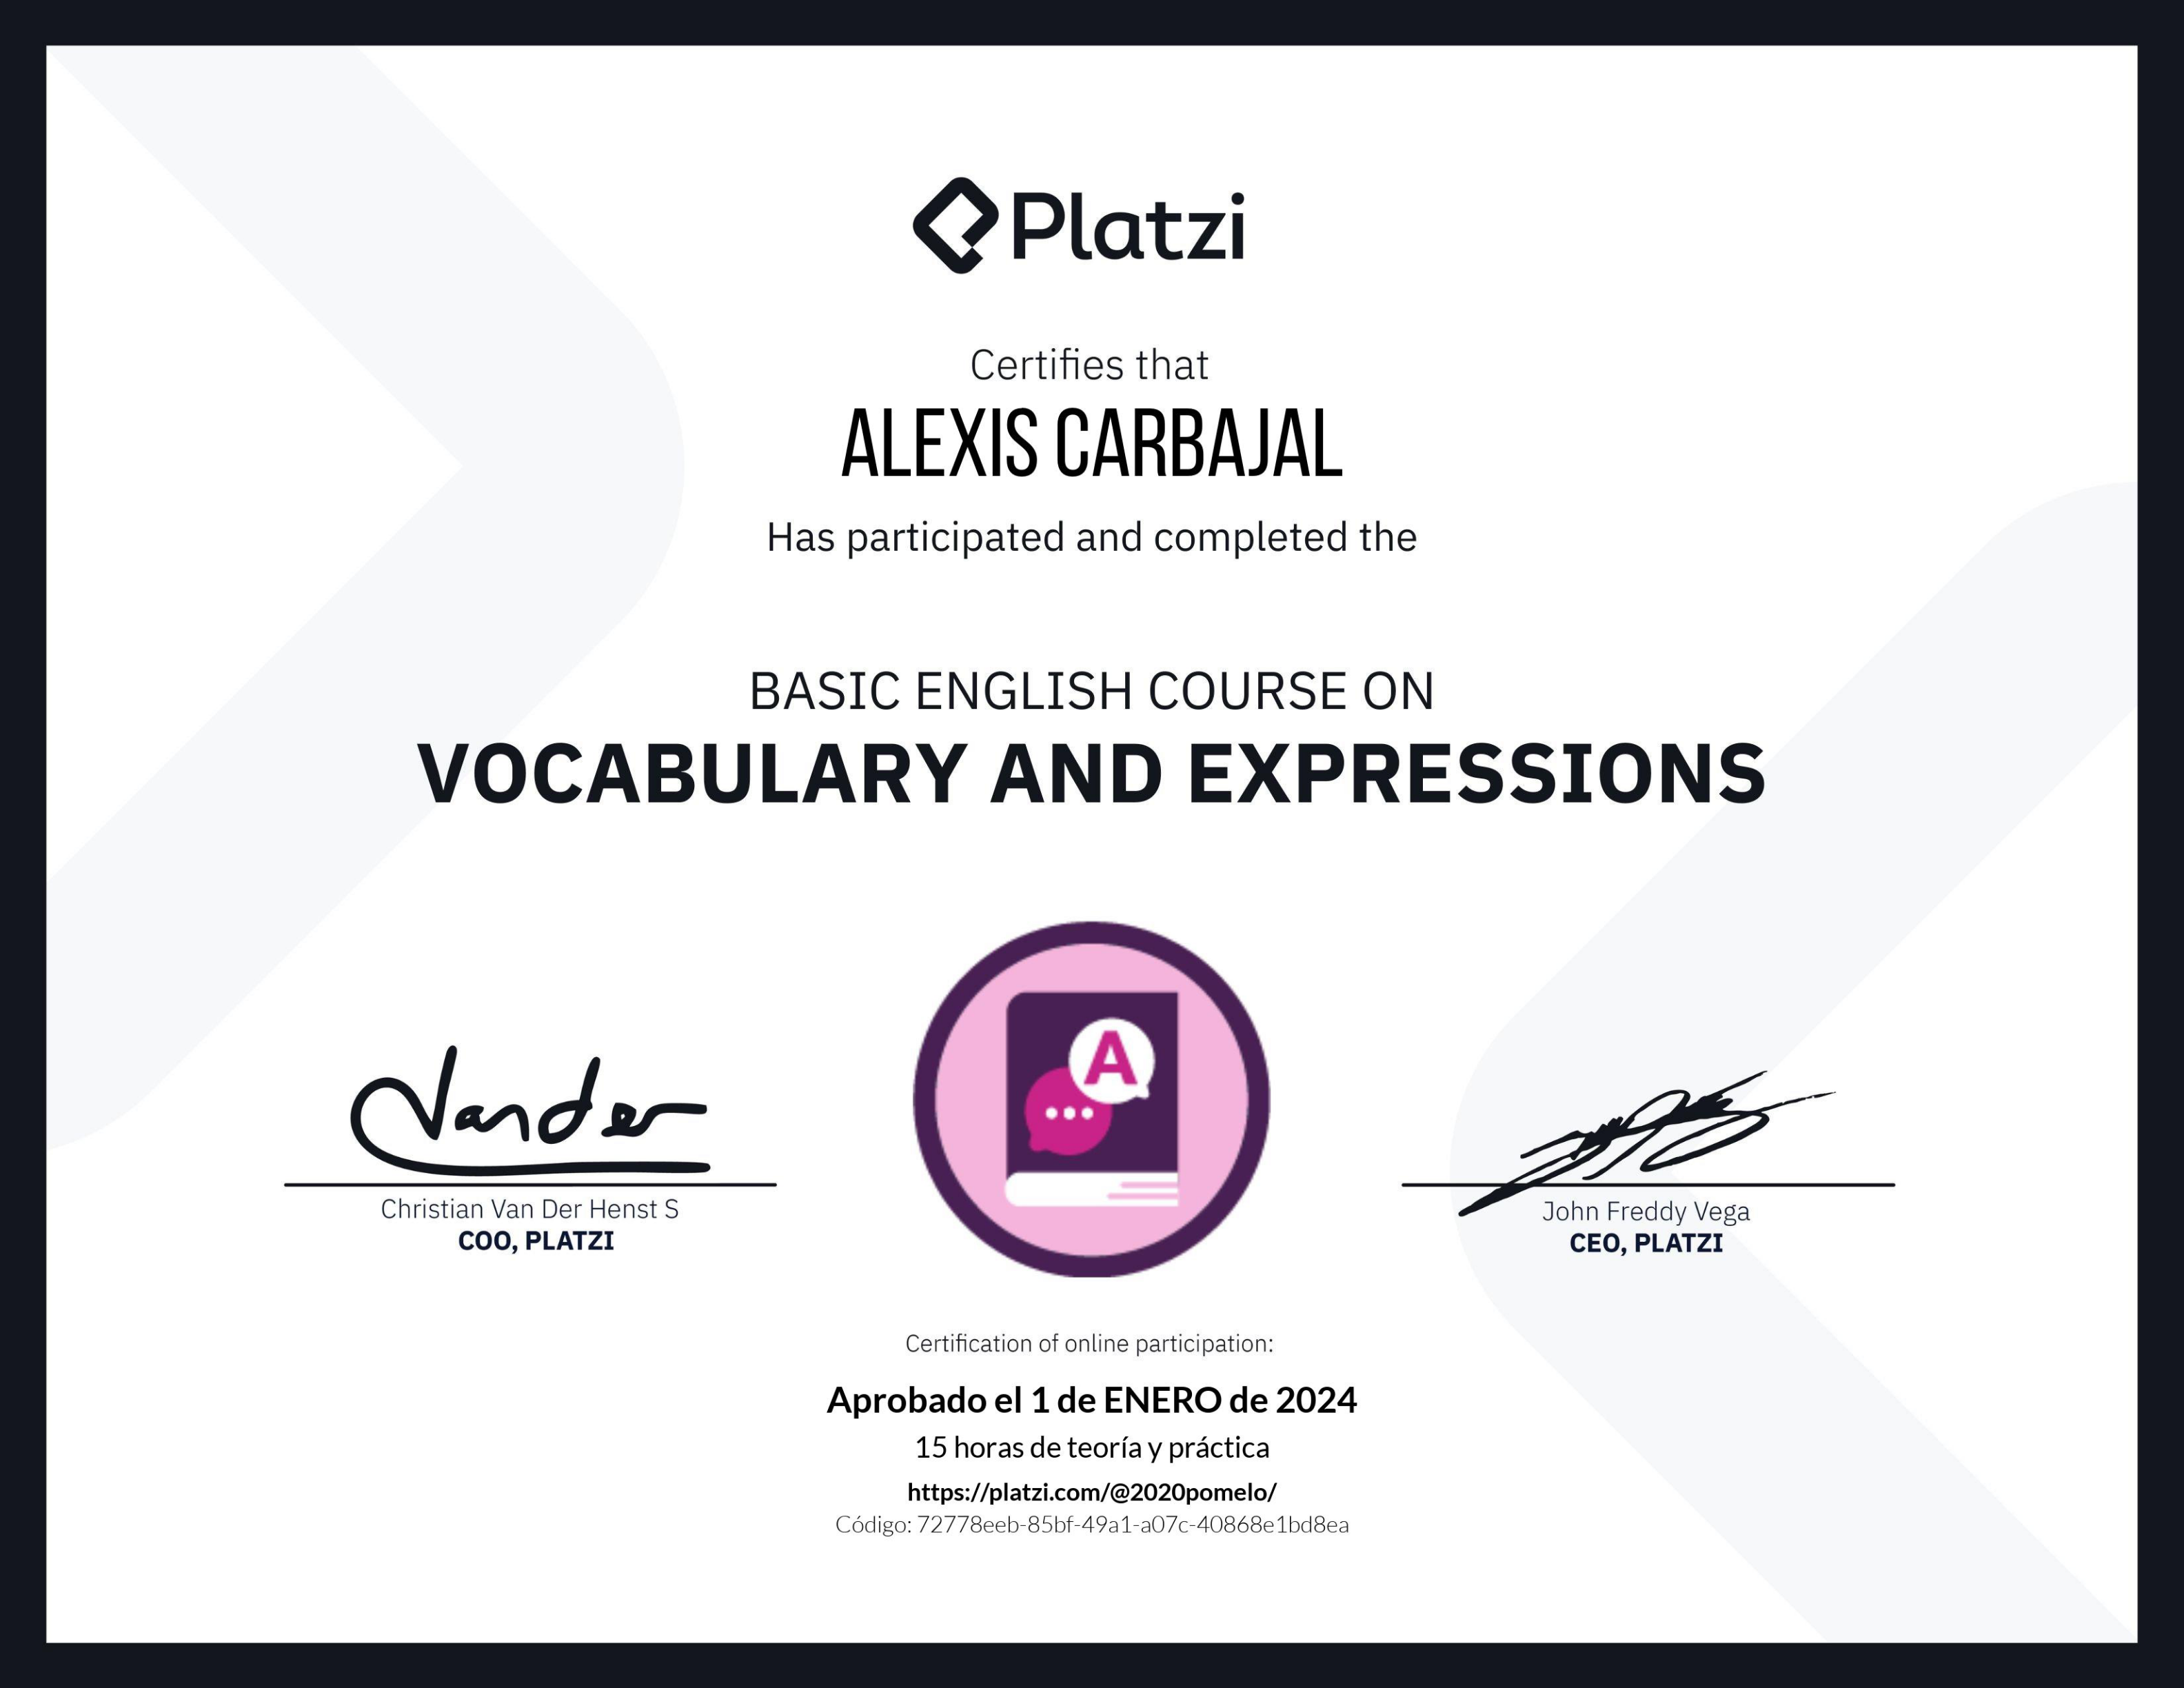 Platzi
Certifies that
ALEXIS CARBAJAL
Has participated and completed the
BASIC ENGLISH COURSE ON
VOCABULARY AND EXPRESSIONS
A
Vander
Christian Van Der Henst S
COO, PLATZI
John Freddy Vega
CEO, PLATZI
Certification of online participation:
Aprobado el 1 de ENERO de 2024
15 horas de teoría y práctica
https://platzi.com/@2020pomelo/
Código: 72778eeb-85bf-49a1-a07c-40868e1bd8ea